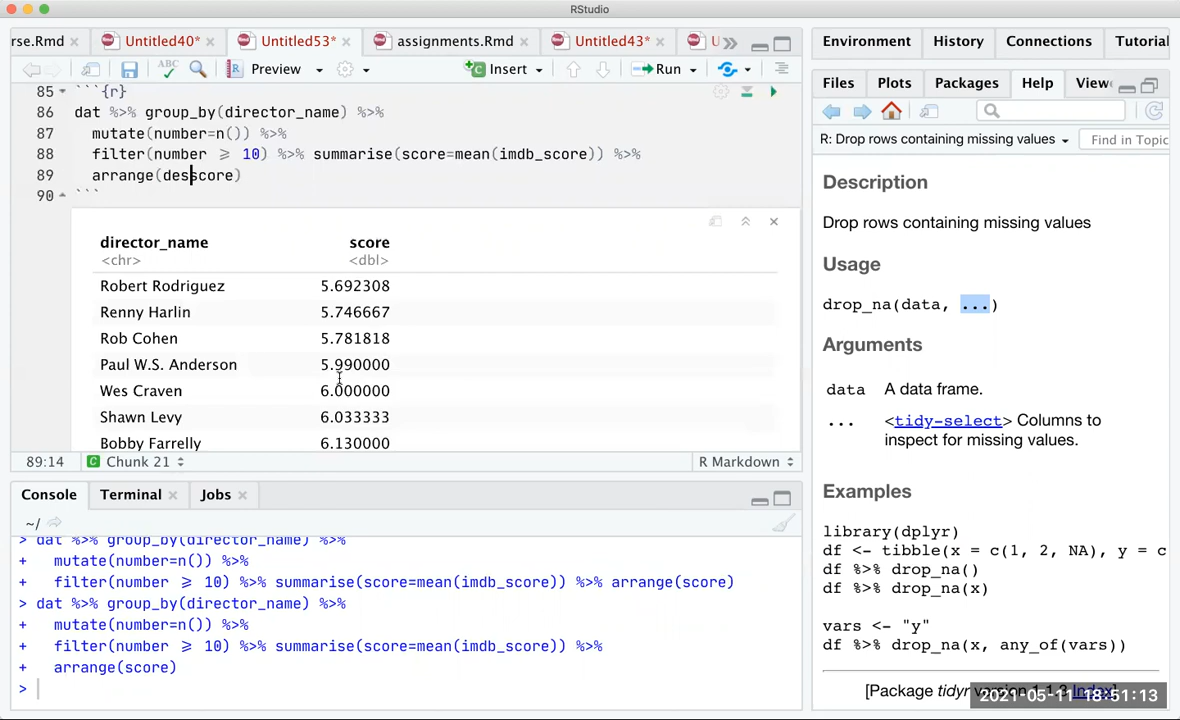 RStudio
rse.Rmd
Untitled40*
Untitled53*
assignments.Rmd
Untitled43*
U
ABC
Preview
Insert
Run
85 ```{r}
86 dat %>% group_by(director_name) %>%
87 mutate(number=n()) %>%
88 filter(number >= 10) %>% summarise(score=mean(imdb_score)) %>%
89 arrange(desscore)
90 ```
director_name score
<chr> <dbl>
Robert Rodriguez 5.692308
Renny Harlin 5.746667
Rob Cohen 5.781818
Paul W.S. Anderson 5.990000
Wes Craven 6.000000
Shawn Levy 6.033333
Bobby Farrelly 6.130000
89:14 C Chunk 21 R Markdown
Console Terminal Jobs
~/
> dat %>% group_by(director_name) %>%
+ mutate(number=n()) %>%
+ filter(number >= 10) %>% summarise(score=mean(imdb_score)) %>% arrange(score)
> dat %>% group_by(director_name) %>%
+ mutate(number=n()) %>%
+ filter(number >= 10) %>% summarise(score=mean(imdb_score)) %>%
+ arrange(score)
>
Environment History Connections Tutorial
Files Plots Packages Help View
R: Drop rows containing missing values
Find in Topic
Description
Drop rows containing missing values
Usage
drop_na(data, ...)
Arguments
data A data frame.
... <tidy-select> Columns to
inspect for missing values.
Examples
library(dplyr)
df <- tibble(x = c(1, 2, NA), y = c
df %>% drop_na()
df %>% drop_na(x)
vars <- "y"
df %>% drop_na(x, any_of(vars))
[Package tidyr version 1.1.3 Index]
2021-05-11 18:51:13